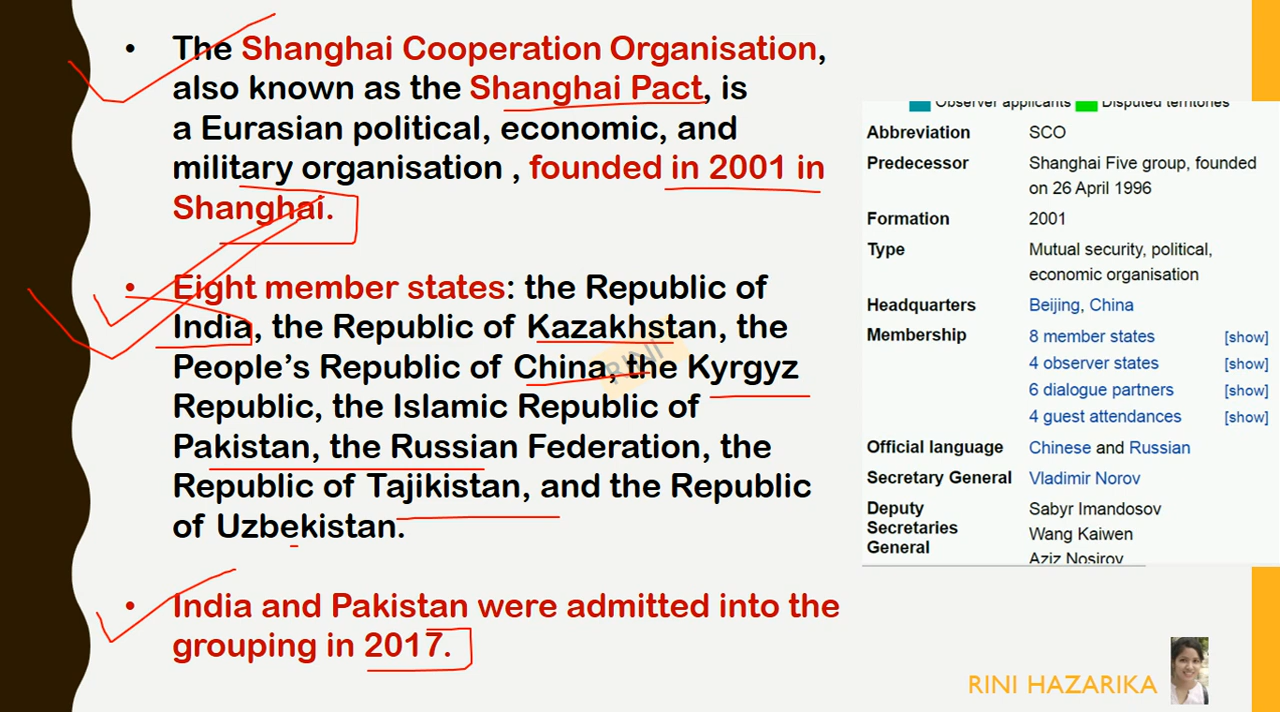 • The Shanghai Cooperation Organisation,
also known as the Shanghai Pact, is
a Eurasian political, economic, and
military organisation , founded in 2001 in
Shanghai.
• Eight member states: the Republic of
India, the Republic of Kazakhstan, the
People's Republic of China, the Kyrgyz
Republic, the Islamic Republic of
Pakistan, the Russian Federation, the
Republic of Tajikistan, and the Republic
of Uzbekistan.
• India and Pakistan were admitted into the
grouping in 2017.
RINI
Observer applicants Disputed territories
Abbreviation SCO
Predecessor Shanghai Five group, founded
on 26 April 1996
Formation 2001
Type Mutual security, political,
economic organisation
Headquarters Beijing, China
Membership 8 member states [show]
4 observer states [show]
6 dialogue partners [show]
4 guest attendances [show]
Official language Chinese and Russian
Secretary General Vladimir Norov
Deputy Sabyr Imandosov
Secretaries Wang Kaiwen
General Aziz Nosirov
RINI HAZARIKA